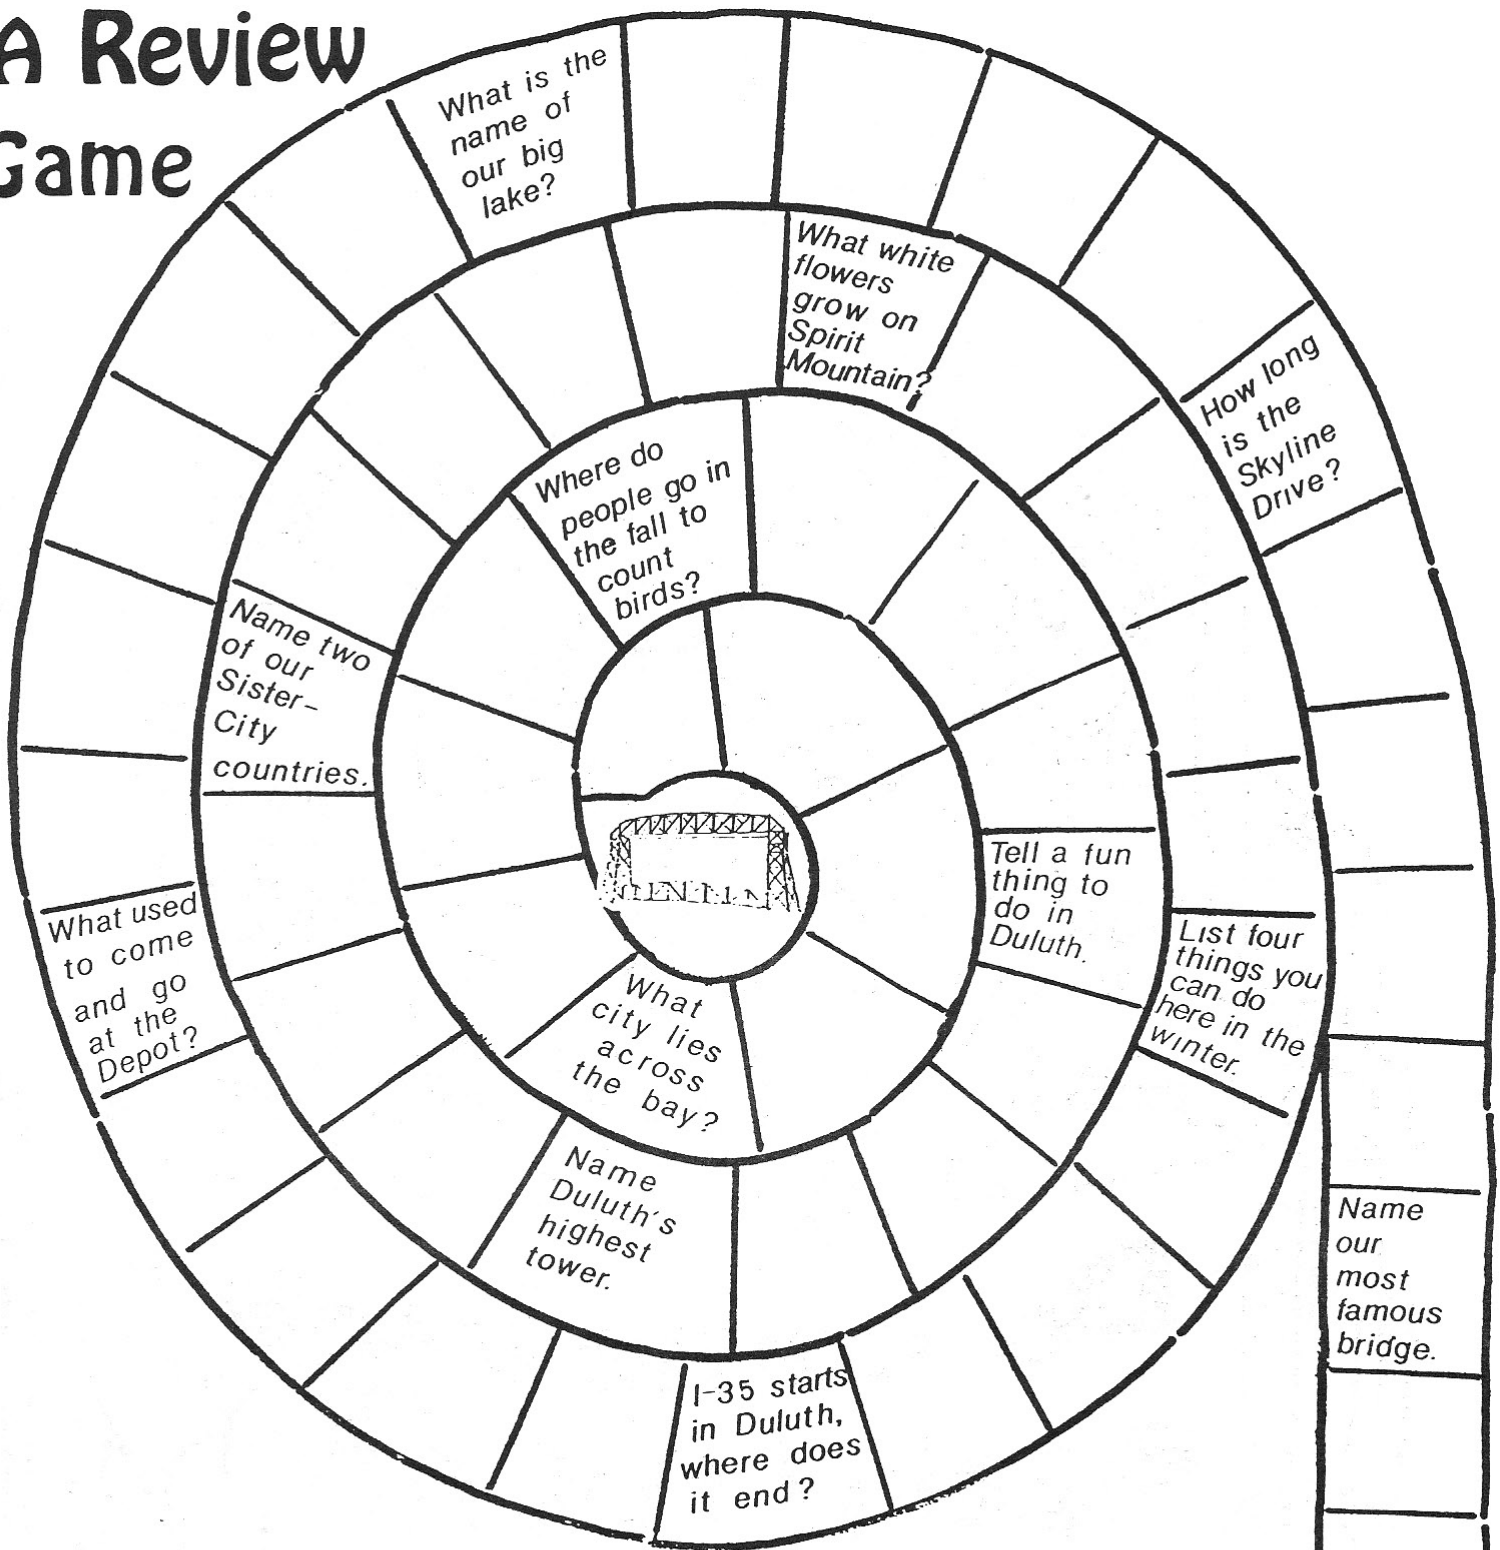 A Review
Game
What is the
name of
our big
lake?
What white
flowers
grow on
Spirit
Mountain?
How long
is the
Skyline
Drive?
Where do
people go in
the fall to
count
birds?
Name two
of our
Sister-
City
countries.
Tell a fun
thing to
do in
Duluth.
What used
to come
and go
at the
Depot?
List four
things you
can do
here in the
winter.
What
city lies
across
the bay?
Name
Duluth's
highest
tower.
Name
our
most
famous
bridge.
I-35 starts
in Duluth,
where does
it end?